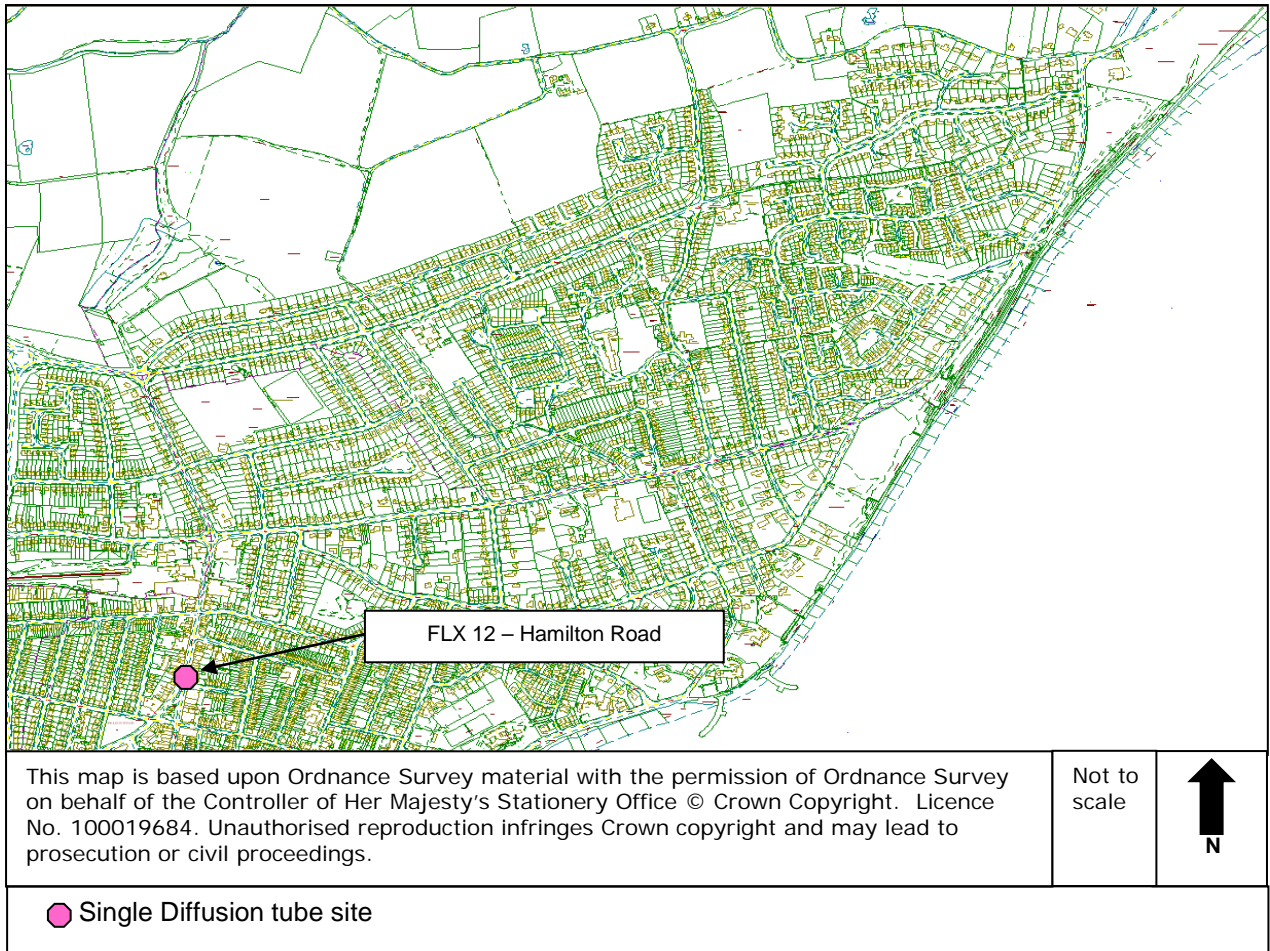 FLX 12 – Hamilton Road
This map is based upon Ordnance Survey material with the permission of Ordnance Survey
on behalf of the Controller of Her Majesty's Stationery Office © Crown Copyright. Licence
No. 100019684. Unauthorised reproduction infringes Crown copyright and may lead to
prosecution or civil proceedings.
Not to
scale
N
Single Diffusion tube site